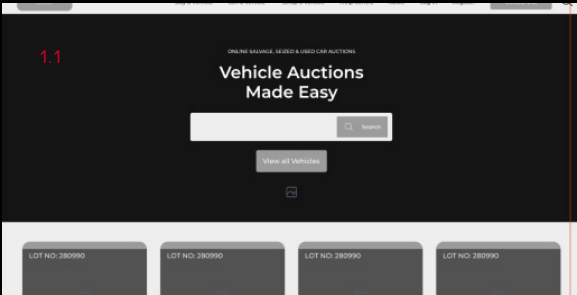 1.1
ONLINE SALVAGE, SEIZED & USED CAR AUCTIONS
Vehicle Auctions
Made Easy
Search
View all Vehicles
LOT NO: 280990 LOT NO: 280990 LOT NO: 280990 LOT NO: 280990